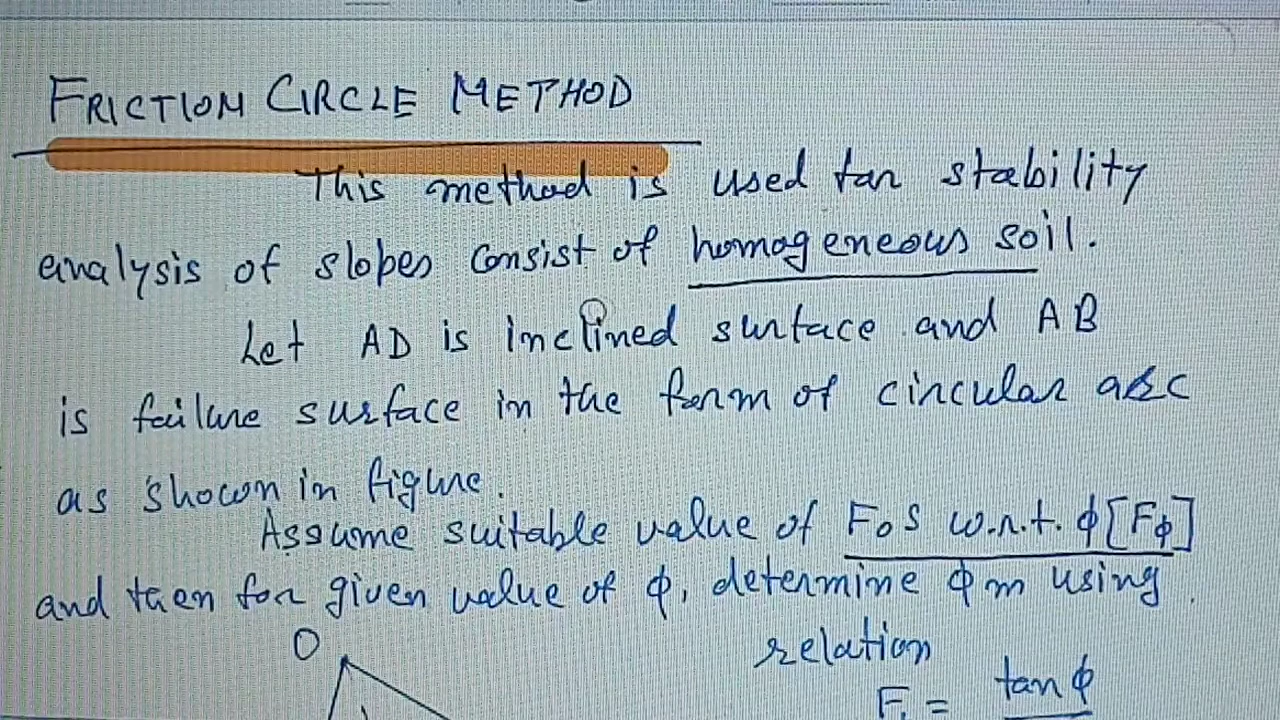 FRICTION CIRCLE METHOD
This method is used for stability
analysis of slopes consist of homogeneous soil.
Let AD is inclined surface and AB
is failure surface in the form of circular arc
as shown in figure.
Assume suitable value of FoS w.r.t. ϕ [Fϕ]
and then for given value of ϕ, determine ϕm using
relation
O
F = tan ϕ